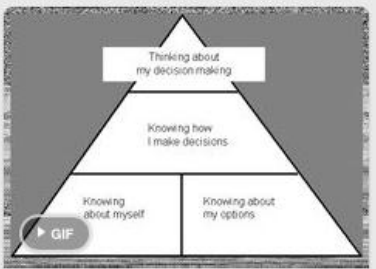 Thinking about
my decision making
Knowing how
I make decisions
Knowing
about myself
Knowing about
my options
GIF